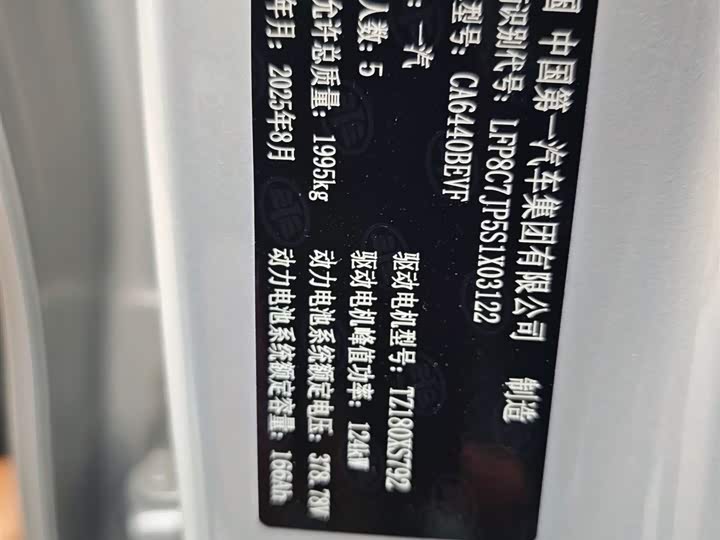 国 中国第一汽车集团有限公司 制造
识别代号: LFP8C7JP5S1X03122
型号: CA6440BEVF
: 一汽 驱动电机型号: TZ180XS792
人数: 5 驱动电机峰值功率: 124kW
允许总质量: 1995kg 动力电池系统额定电压: 378.78V
年月: 2025年8月 动力电池系统额定容量: 166Ah